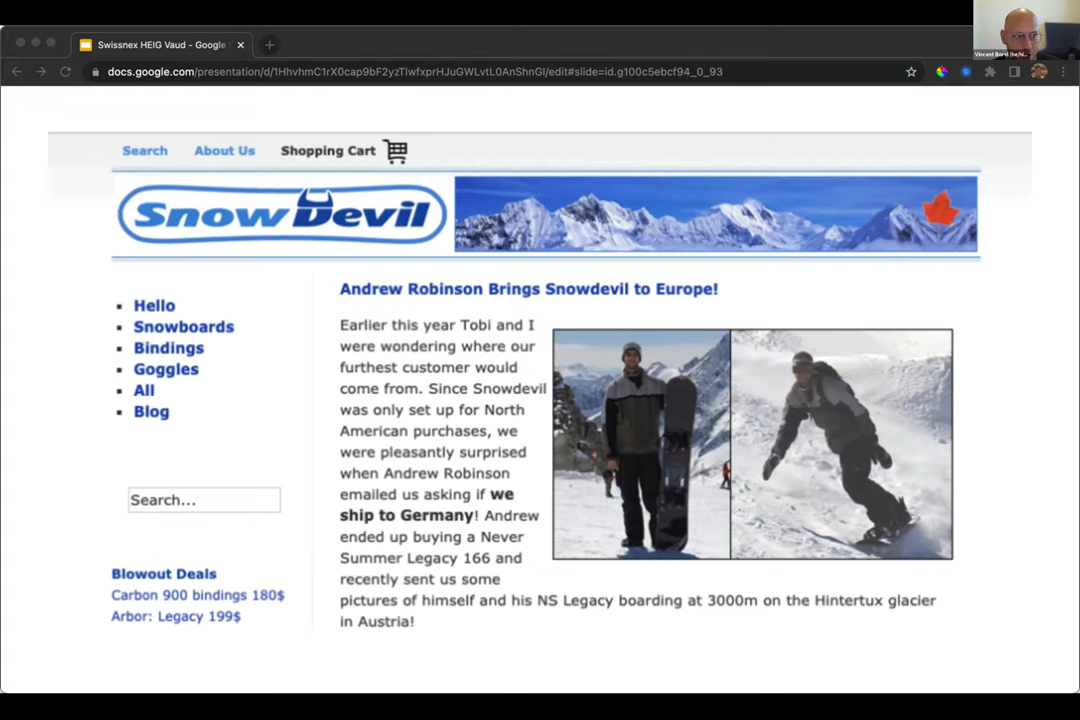 Swissnex HEIG Vaud - Google
docs.google.com/presentation/d/1HhvhmC1rX0cap9bF2yzTlwfxprHJuGWLvtL0AnShnGI/edit#slide=id.g100c5ebcf94_0_93
Search About Us Shopping Cart
SnowDevil
Hello
Snowboards
Bindings
Goggles
All
Blog
Search...
Blowout Deals
Carbon 900 bindings 180$
Arbor: Legacy 199$
Andrew Robinson Brings Snowdevil to Europe!
Earlier this year Tobi and I
were wondering where our
furthest customer would
come from. Since Snowdevil
was only set up for North
American purchases, we
were pleasantly surprised
when Andrew Robinson
emailed us asking if we
ship to Germany! Andrew
ended up buying a Never
Summer Legacy 166 and
recently sent us some
pictures of himself and his NS Legacy boarding at 3000m on the Hintertux glacier
in Austria!